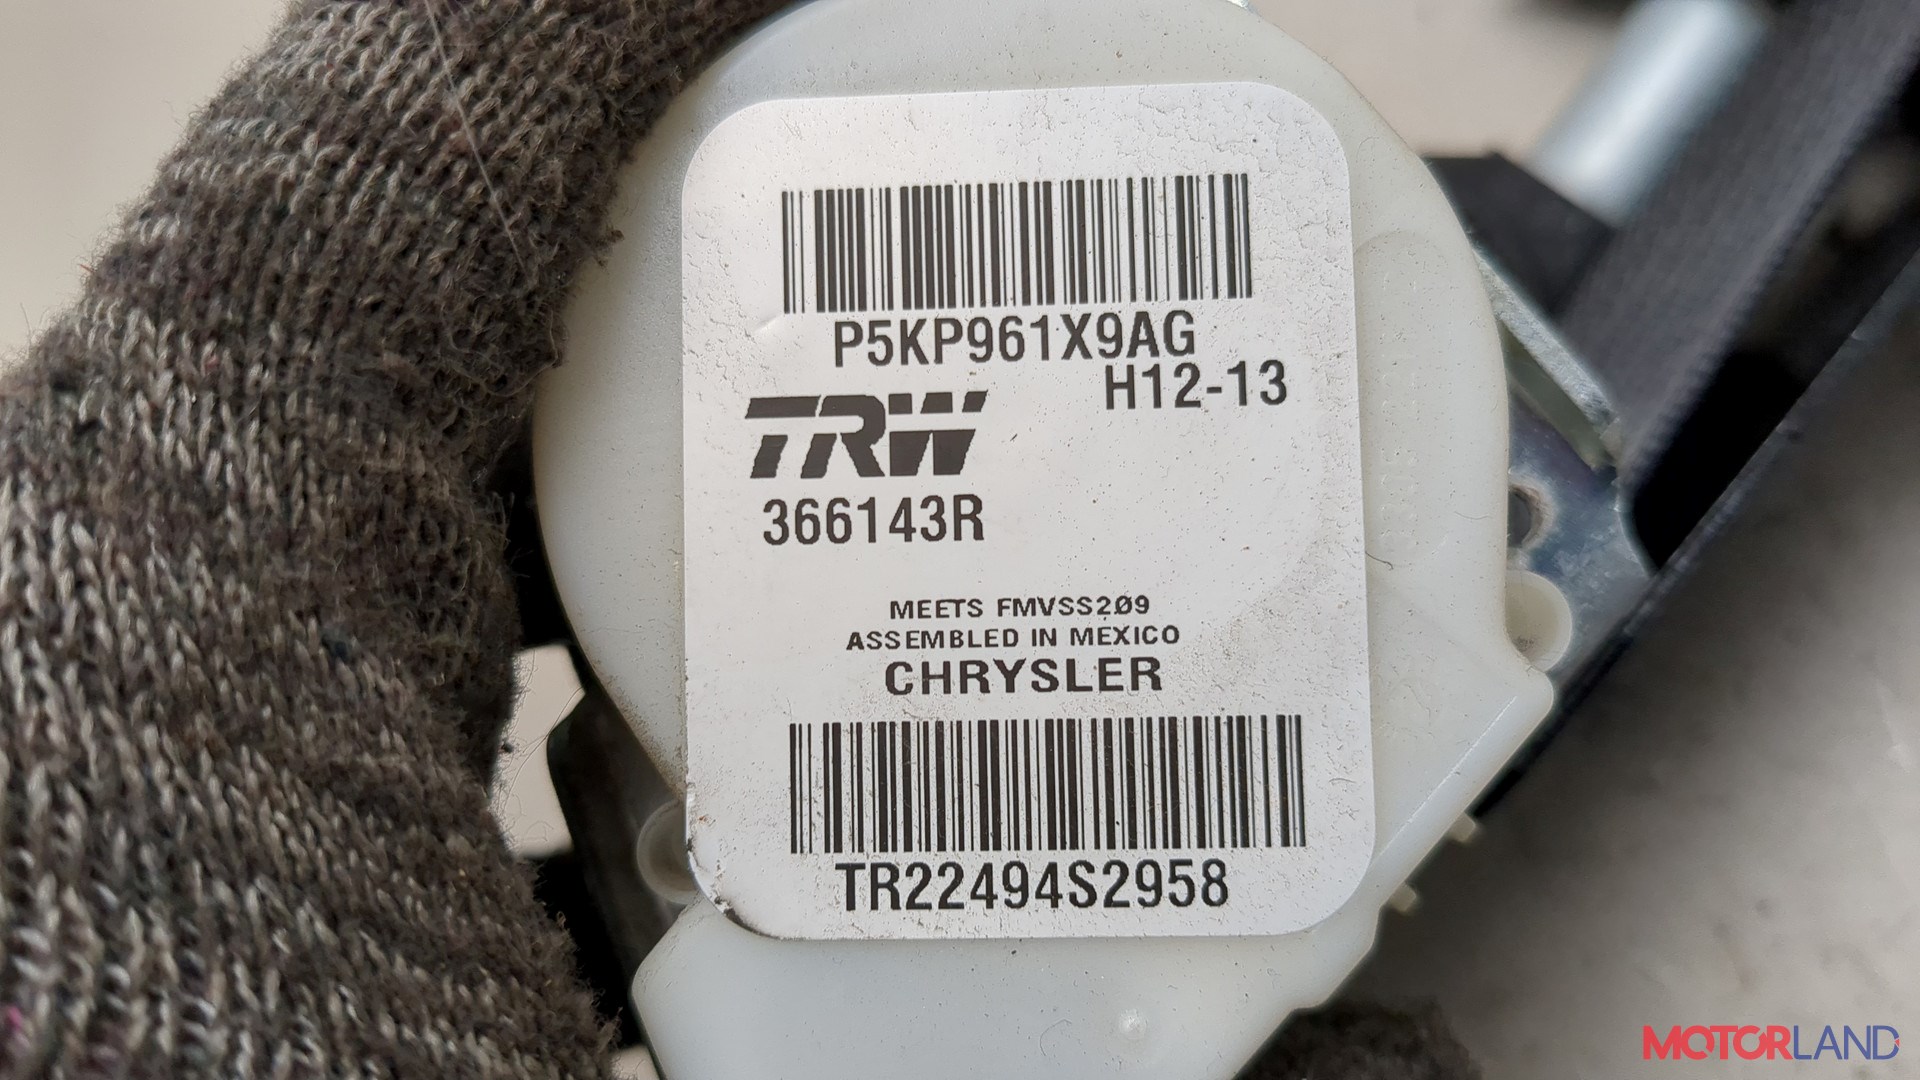 P5KP961X9AG
H12-13
TRW
366143R
MEETS FMVSS209
ASSEMBLED IN MEXICO
CHRYSLER
TR22494S2958
MOTORLAND